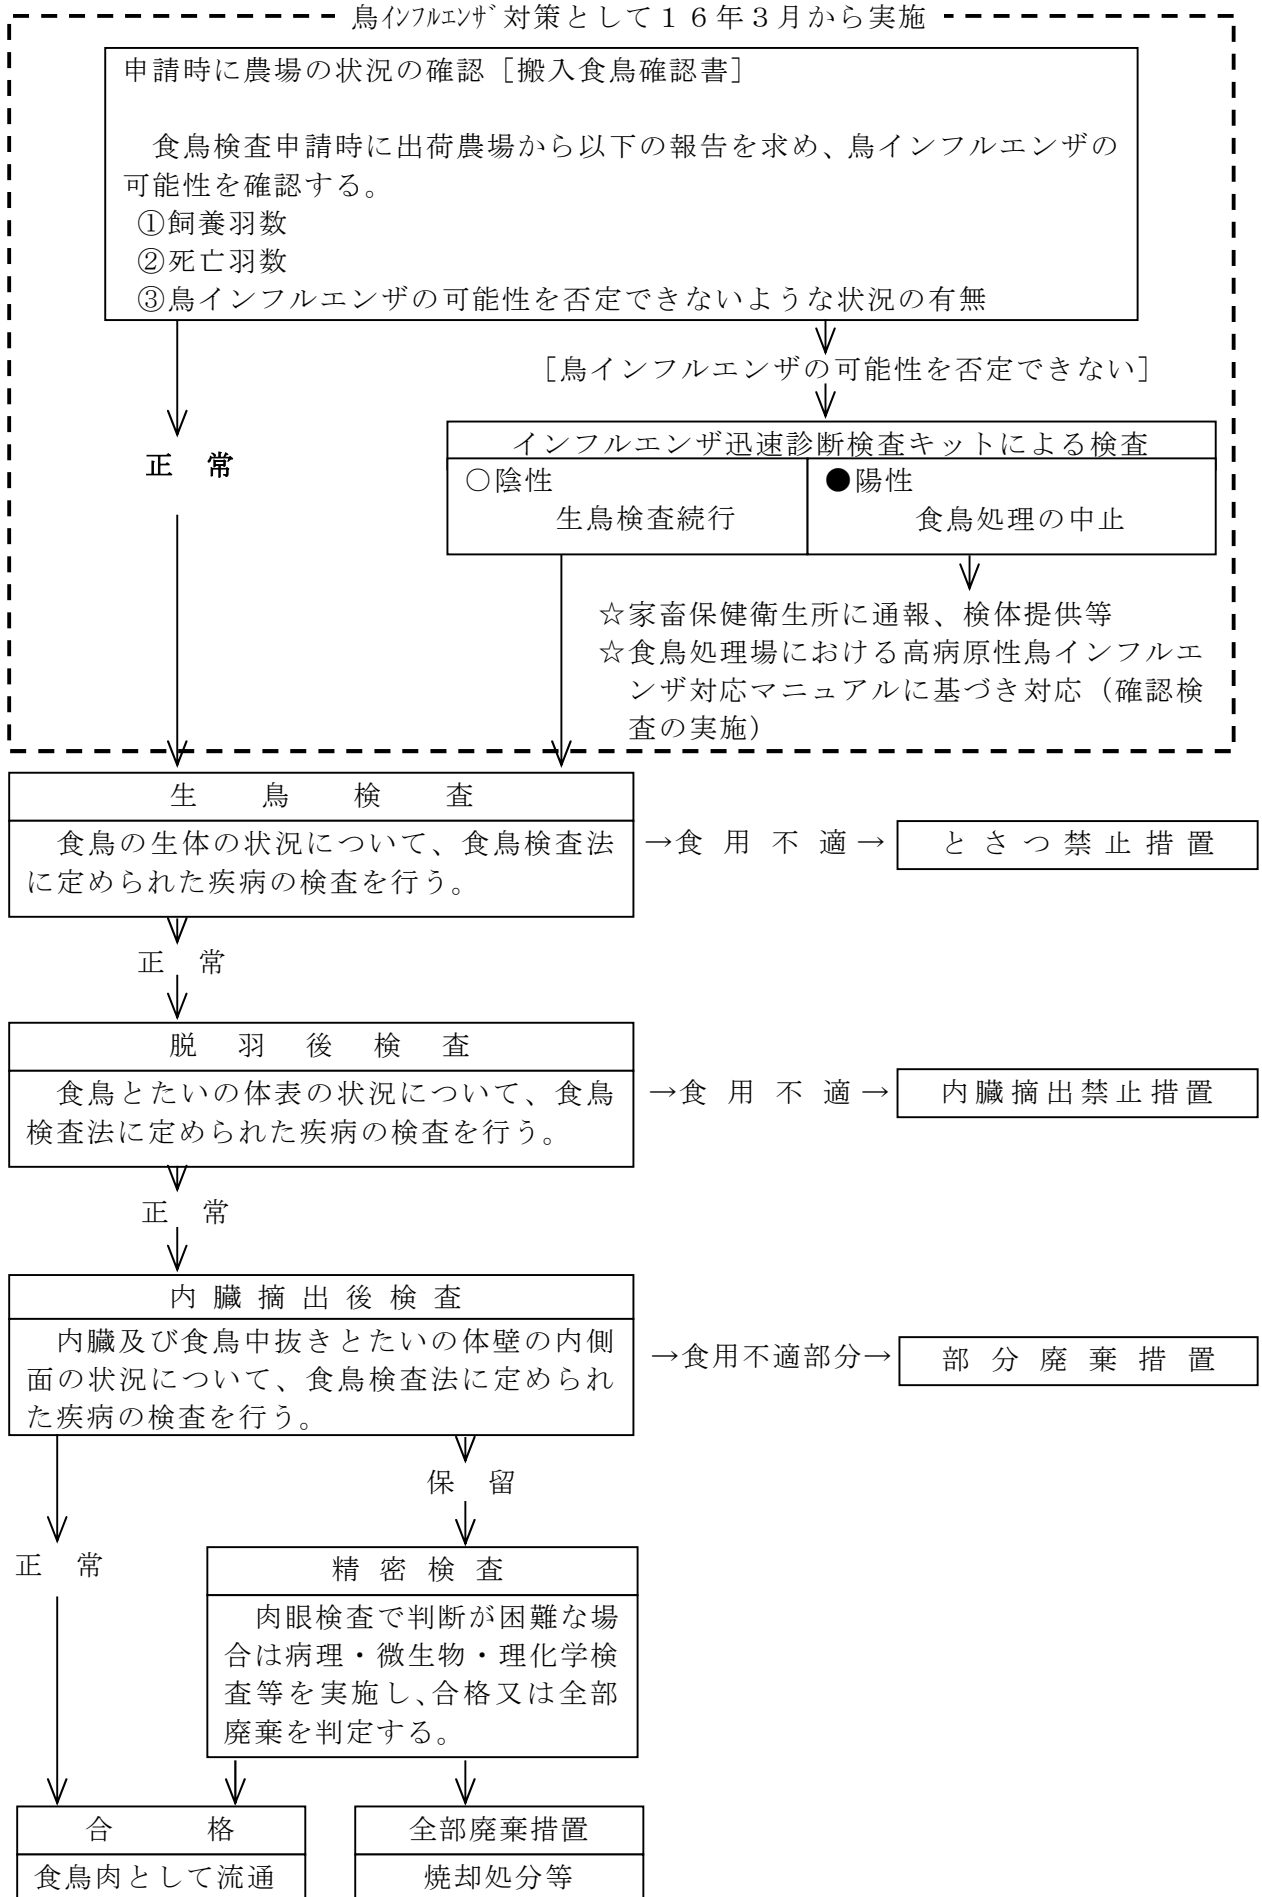 鳥ｲﾝﾌﾙｴﾝｻﾞ対策として１６年３月から実施
申請時に農場の状況の確認［搬入食鳥確認書］
食鳥検査申請時に出荷農場から以下の報告を求め、鳥インフルエンザの
可能性を確認する。
①飼養羽数
②死亡羽数
③鳥インフルエンザの可能性を否定できないような状況の有無
［鳥インフルエンザの可能性を否定できない］
正　常
インフルエンザ迅速診断検査キットによる検査
○陰性
生鳥検査続行
●陽性
食鳥処理の中止
☆家畜保健衛生所に通報、検体提供等
☆食鳥処理場における高病原性鳥インフルエ
ンザ対応マニュアルに基づき対応（確認検
査の実施）
生　鳥　検　査
食鳥の生体の状況について、食鳥検査法
に定められた疾病の検査を行う。
→食用不適→
とさつ禁止措置
正　常
脱　羽　後　検　査
食鳥とたいの体表の状況について、食鳥
検査法に定められた疾病の検査を行う。
→食用不適→
内臓摘出禁止措置
正　常
内臓摘出後検査
内臓及び食鳥中抜きとたいの体壁の内側
面の状況について、食鳥検査法に定められ
た疾病の検査を行う。
→食用不適部分→
部分廃棄措置
保　留
正　常
精密検査
肉眼検査で判断が困難な場
合は病理・微生物・理化学検
査等を実施し、合格又は全部
廃棄を判定する。
合　格
食鳥肉として流通
全部廃棄措置
焼却処分等